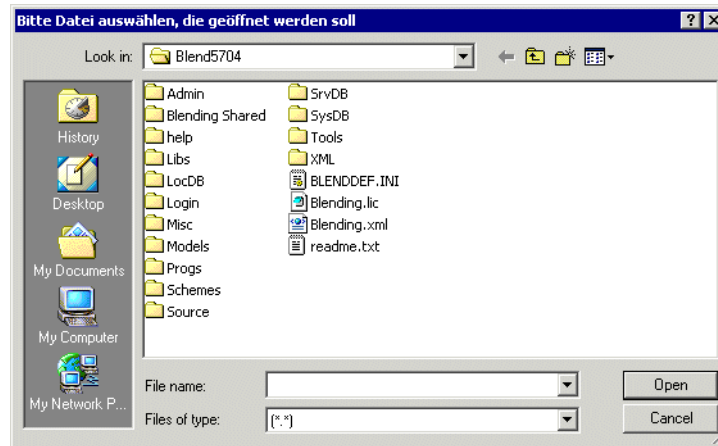 Bitte Datei auswählen, die geöffnet werden soll
Look in: Blend5704
History
Desktop
My Documents
My Computer
My Network P...
Admin
Blending Shared
help
Libs
LocDB
Login
Misc
Models
Progs
Schemes
Source
SrvDB
SysDB
Tools
XML
BLENDDEF.INI
Blending.lic
Blending.xml
readme.txt
File name:
Open
Files of type: (*.*)
Cancel